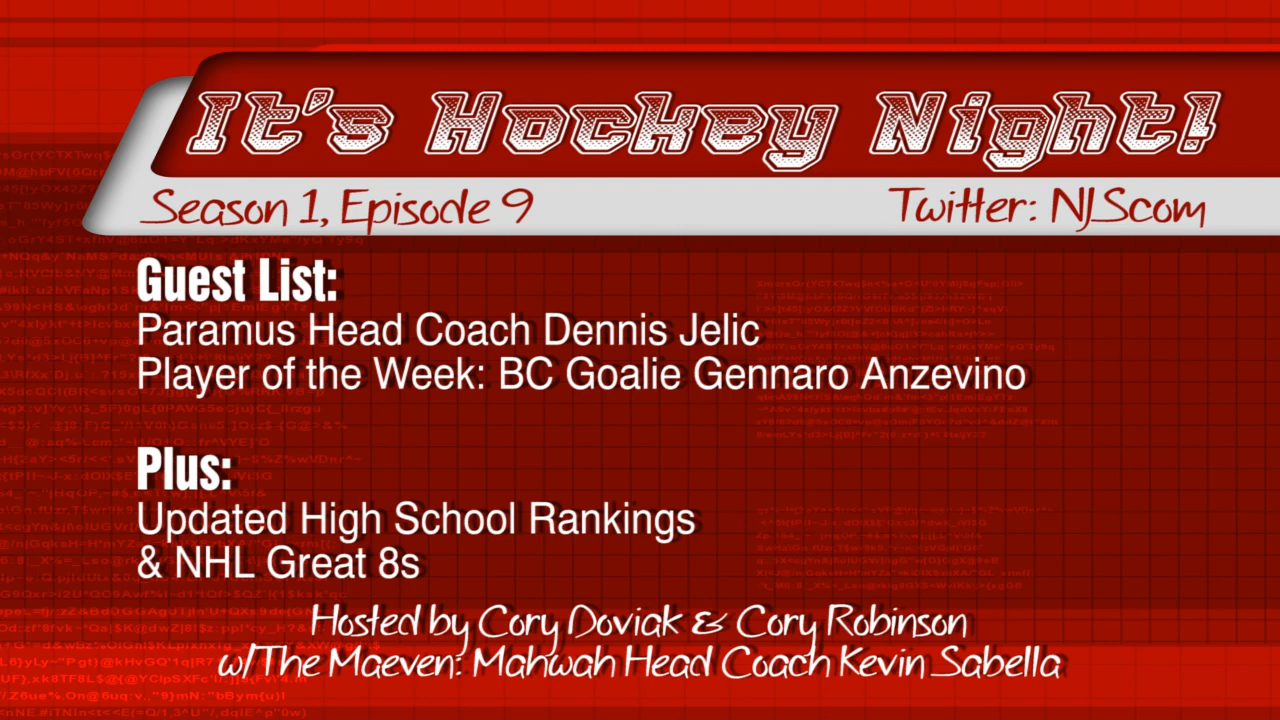 It's Hockey Night!
Season 1, Episode 9
Twitter: NJScom
Guest List:
Paramus Head Coach Dennis Jelic
Player of the Week: BC Goalie Gennaro Anzevino
Plus:
Updated High School Rankings
& NHL Great 8s
Hosted by Cory Doviak & Cory Robinson
w/The Maeven: Mahwah Head Coach Kevin Sabella